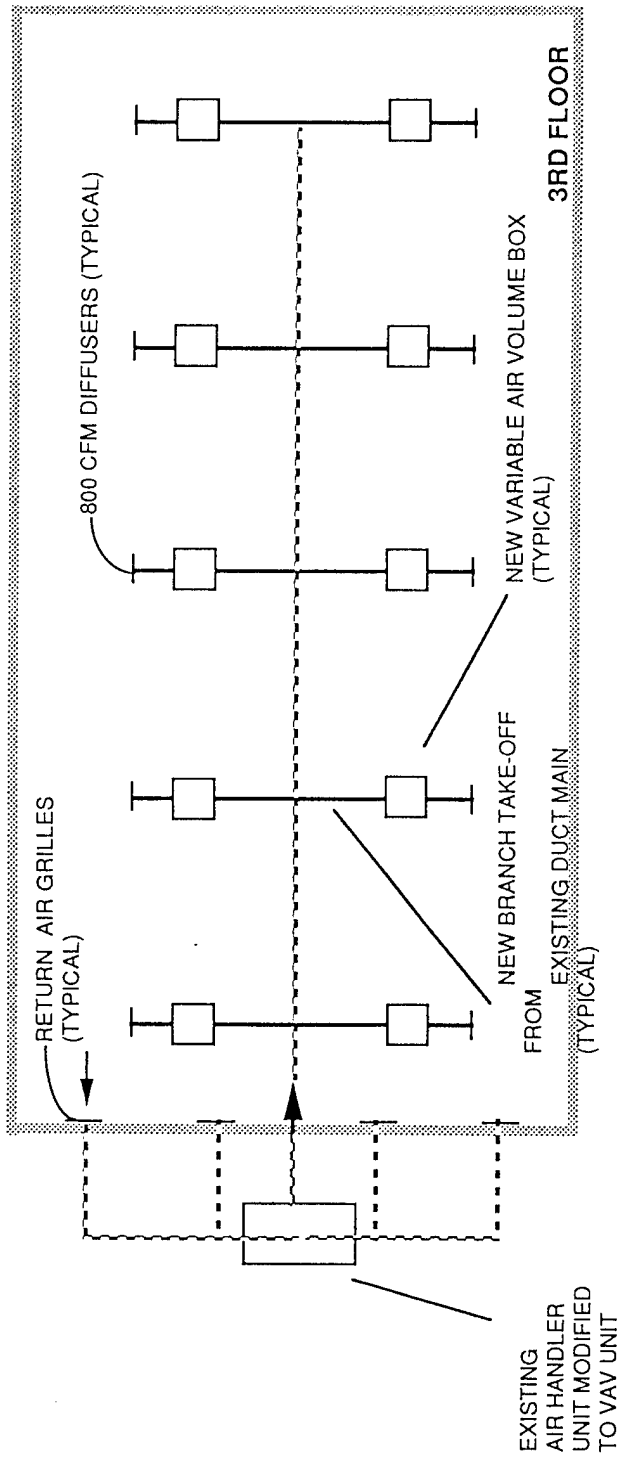 RETURN AIR GRILLES
(TYPICAL)
800 CFM DIFFUSERS (TYPICAL)
3RD FLOOR
EXISTING
AIR HANDLER
UNIT MODIFIED
TO VAV UNIT
NEW BRANCH TAKE-OFF
FROM
EXISTING DUCT MAIN
(TYPICAL)
NEW VARIABLE AIR VOLUME BOX
(TYPICAL)